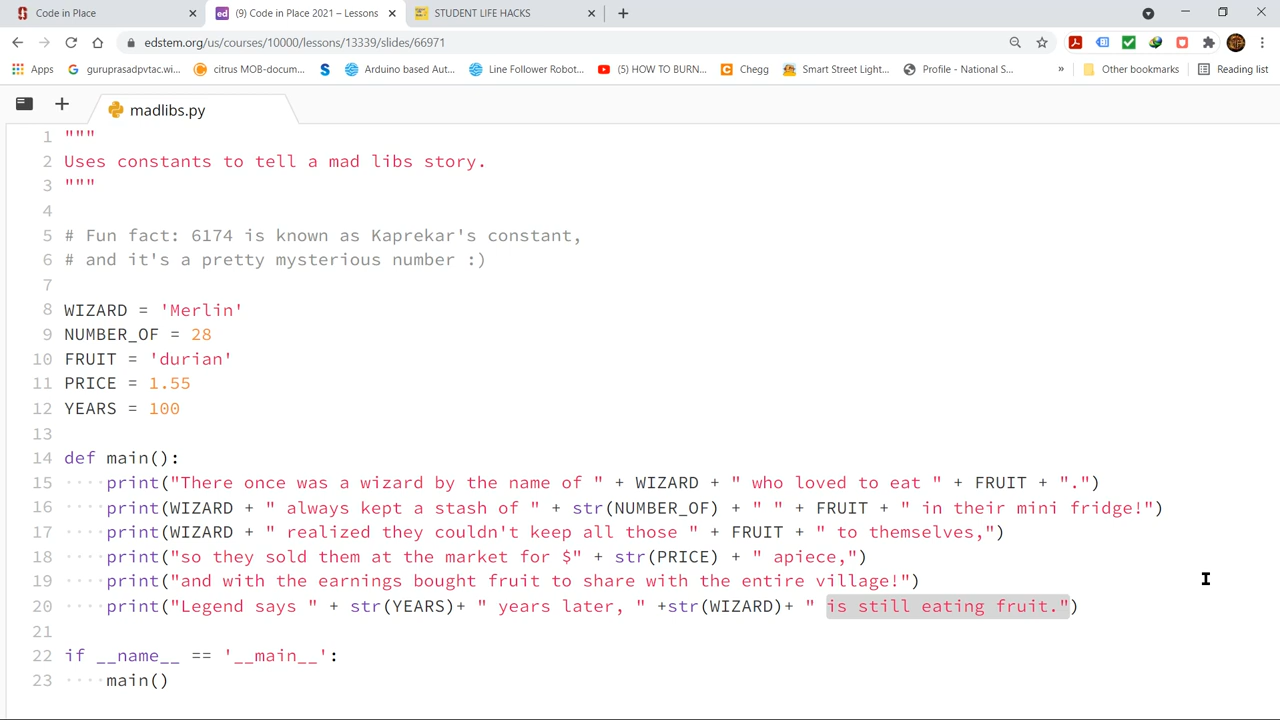 Code in Place
ed (9) Code in Place 2021 – Lessons
STUDENT LIFE HACKS
edstem.org/us/courses/10000/lessons/13339/slides/66971
Apps guruprasadpvtac.wi... citrus MOB-docum... Arduino based Aut... Line Follower Robot... (5) HOW TO BURN... Chegg Smart Street Light... Profile - National S... » Other bookmarks Reading list
madlibs.py
1 """
2 Uses constants to tell a mad libs story.
3 """
4
5 # Fun fact: 6174 is known as Kaprekar's constant,
6 # and it's a pretty mysterious number :)
7
8 WIZARD = 'Merlin'
9 NUMBER_OF = 28
10 FRUIT = 'durian'
11 PRICE = 1.55
12 YEARS = 100
13
14 def main():
15 print("There once was a wizard by the name of " + WIZARD + " who loved to eat " + FRUIT + ".")
16 print(WIZARD + " always kept a stash of " + str(NUMBER_OF) + " " + FRUIT + " in their mini fridge!")
17 print(WIZARD + " realized they couldn't keep all those " + FRUIT + " to themselves,")
18 print("so they sold them at the market for $" + str(PRICE) + " apiece,")
19 print("and with the earnings bought fruit to share with the entire village!")
20 print("Legend says " + str(YEARS)+ " years later, " +str(WIZARD)+ " is still eating fruit.")
21
22 if __name__ == '__main__':
23 main()